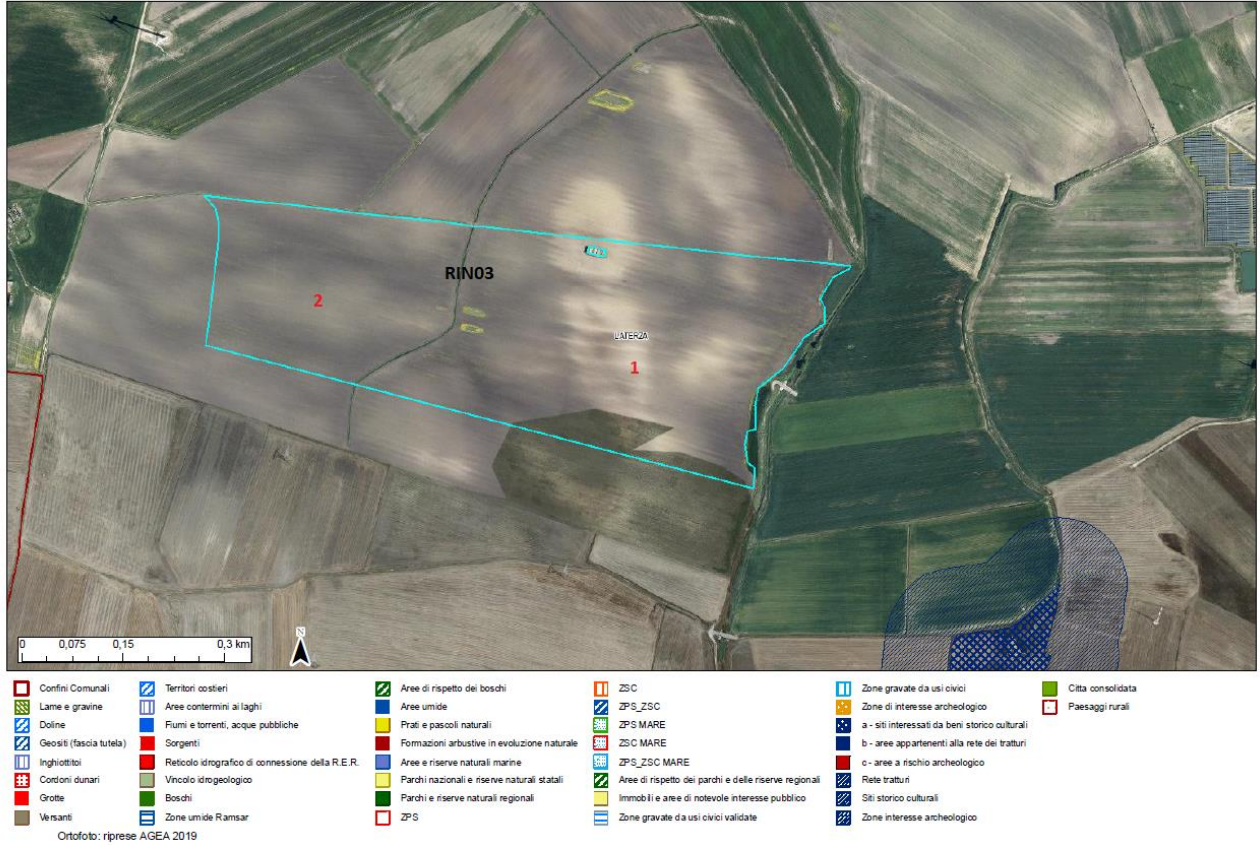 RIN03
2
LATERZA
1
N
0 0,075 0,15 0,3 km
Confini Comunali
Lame e gravine
Doline
Geositi (fascia tutela)
Inghiottitoi
Cordoni dunari
Grotte
Versanti
Territori costieri
Aree contermini ai laghi
Fiumi e torrenti, acque pubbliche
Sorgenti
Reticolo idrografico di connessione della R.E.R.
Vincolo idrogeologico
Boschi
Zone umide Ramsar
Aree di rispetto dei boschi
Aree umide
Prati e pascoli naturali
Formazioni arbustive in evoluzione naturale
Aree e riserve naturali marine
Parchi nazionali e riserve naturali statali
Parchi e riserve naturali regionali
ZPS
ZSC
ZPS_ZSC
ZPS MARE
ZSC MARE
ZPS_ZSC MARE
Aree di rispetto dei parchi e delle riserve regionali
Immobili e aree di notevole interesse pubblico
Zone gravate da usi civici validate
Zone gravate da usi civici
Zone di interesse archeologico
a - siti interessati da beni storico culturali
b - aree appartenenti alla rete dei tratturi
c - aree a rischio archeologico
Rete tratturi
Siti storico culturali
Zone interesse archeologico
Citta consolidata
Paesaggi rurali
Ortofoto: riprese AGEA 2019